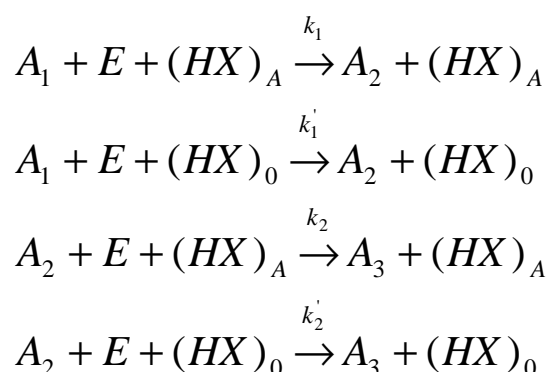 A₁ + E + (HX)_A →^{k₁} A₂ + (HX)_A
A₁ + E + (HX)₀ →^{k₁'} A₂ + (HX)₀
A₂ + E + (HX)_A →^{k₂} A₃ + (HX)_A
A₂ + E + (HX)₀ →^{k₂'} A₃ + (HX)₀